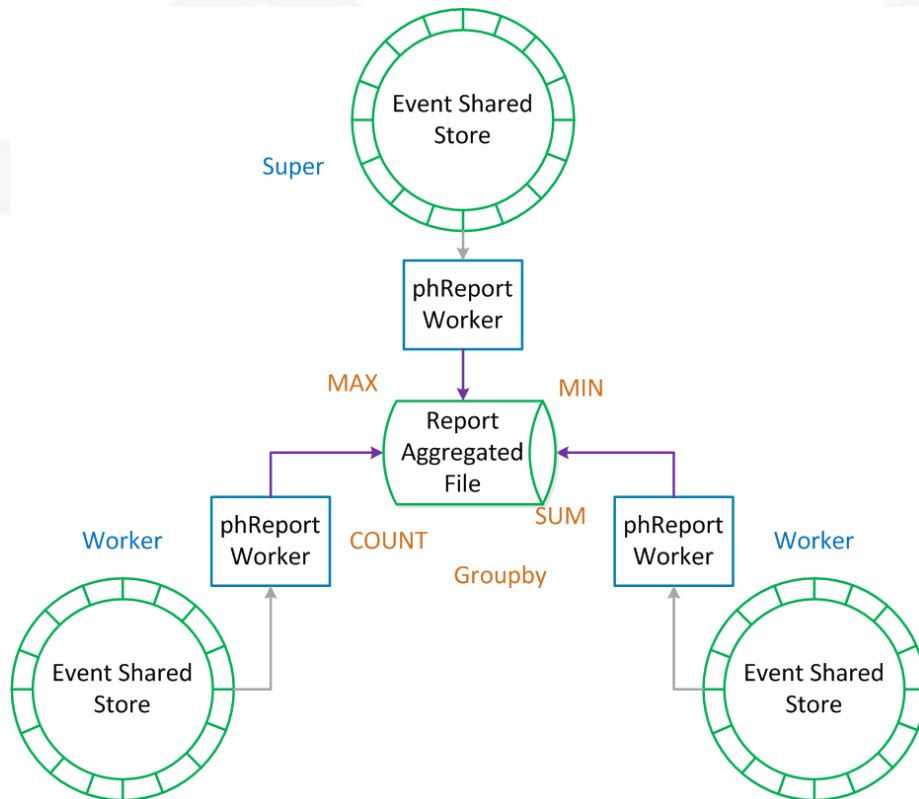 Event Shared
Store
Super
phReport
Worker
MAX
MIN
Report
Aggregated
File
SUM
COUNT
Groupby
Worker
phReport
Worker
phReport
Worker
Worker
Event Shared
Store
Event Shared
Store